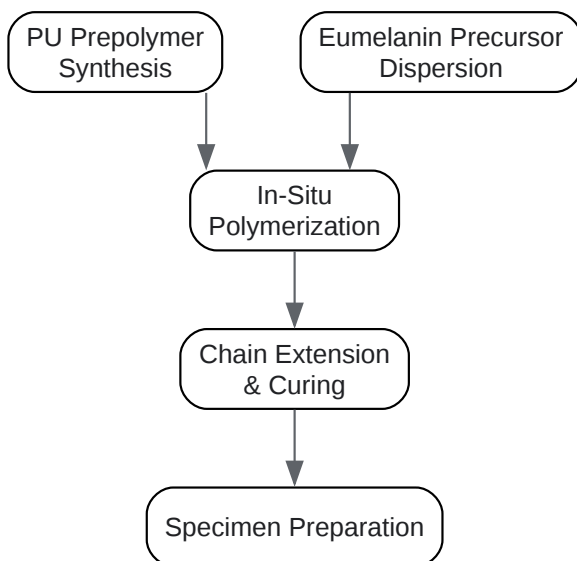 PU Prepolymer
Synthesis
Eumelanin Precursor
Dispersion
In-Situ
Polymerization
Chain Extension
& Curing
Specimen Preparation